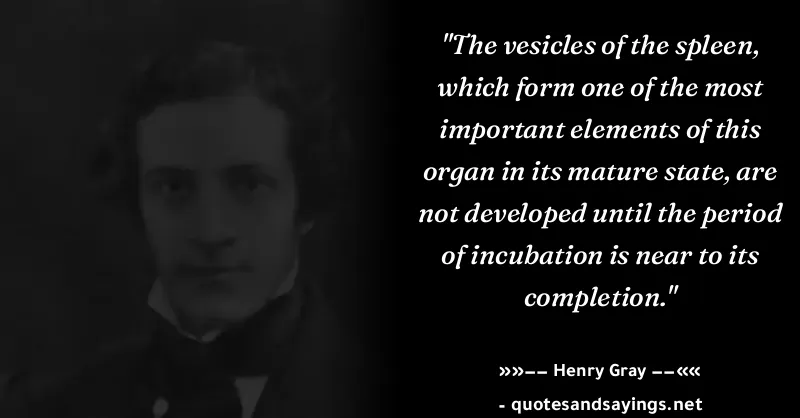 "The vesicles of the spleen,
which form one of the most
important elements of this
organ in its mature state, are
not developed until the period
of incubation is near to its
completion."
»»−− Henry Gray −−««
- quotesandsayings.net